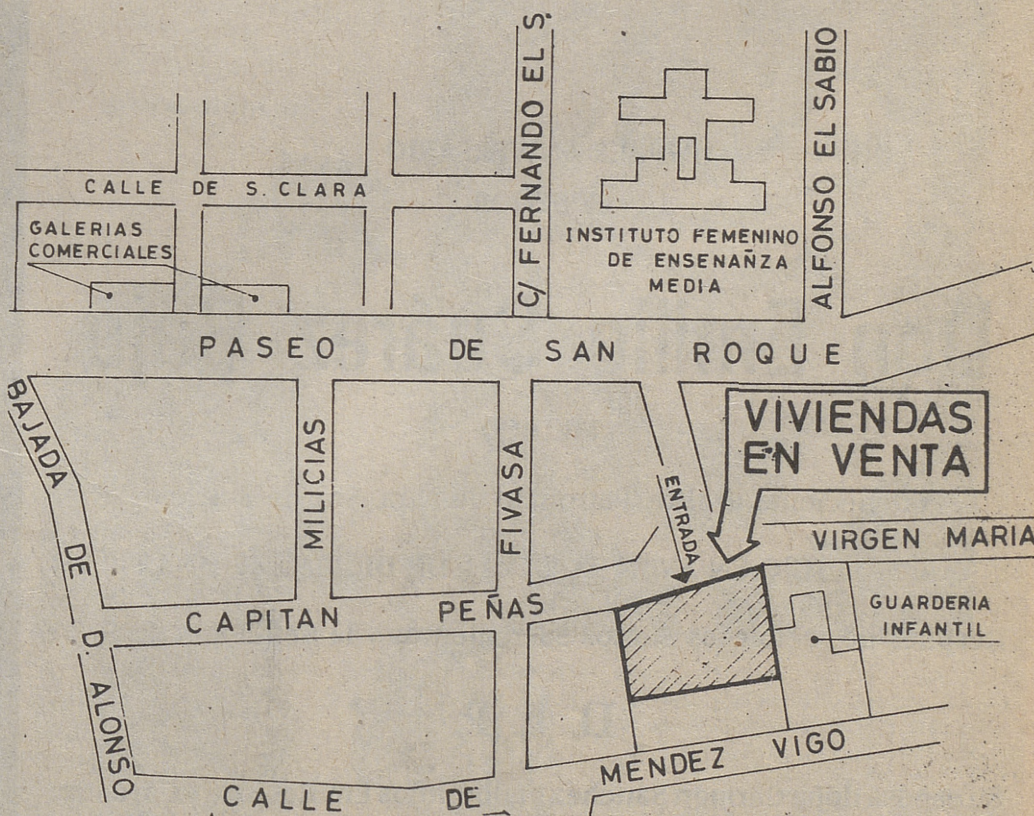 C/ FERNANDO EL S.
ALFONSO EL SABIO
CALLE DE S. CLARA
GALERIAS
COMERCIALES
INSTITUTO FEMENINO
DE ENSENAÑZA
MEDIA
PASEO DE SAN ROQUE
BAJADA DE D. ALONSO
MILICIAS
FIVASA
ENTRADA
VIVIENDAS
EN VENTA
VIRGEN MARIA
CAPITAN PEÑAS
GUARDERIA
INFANTIL
CALLE DE MENDEZ VIGO